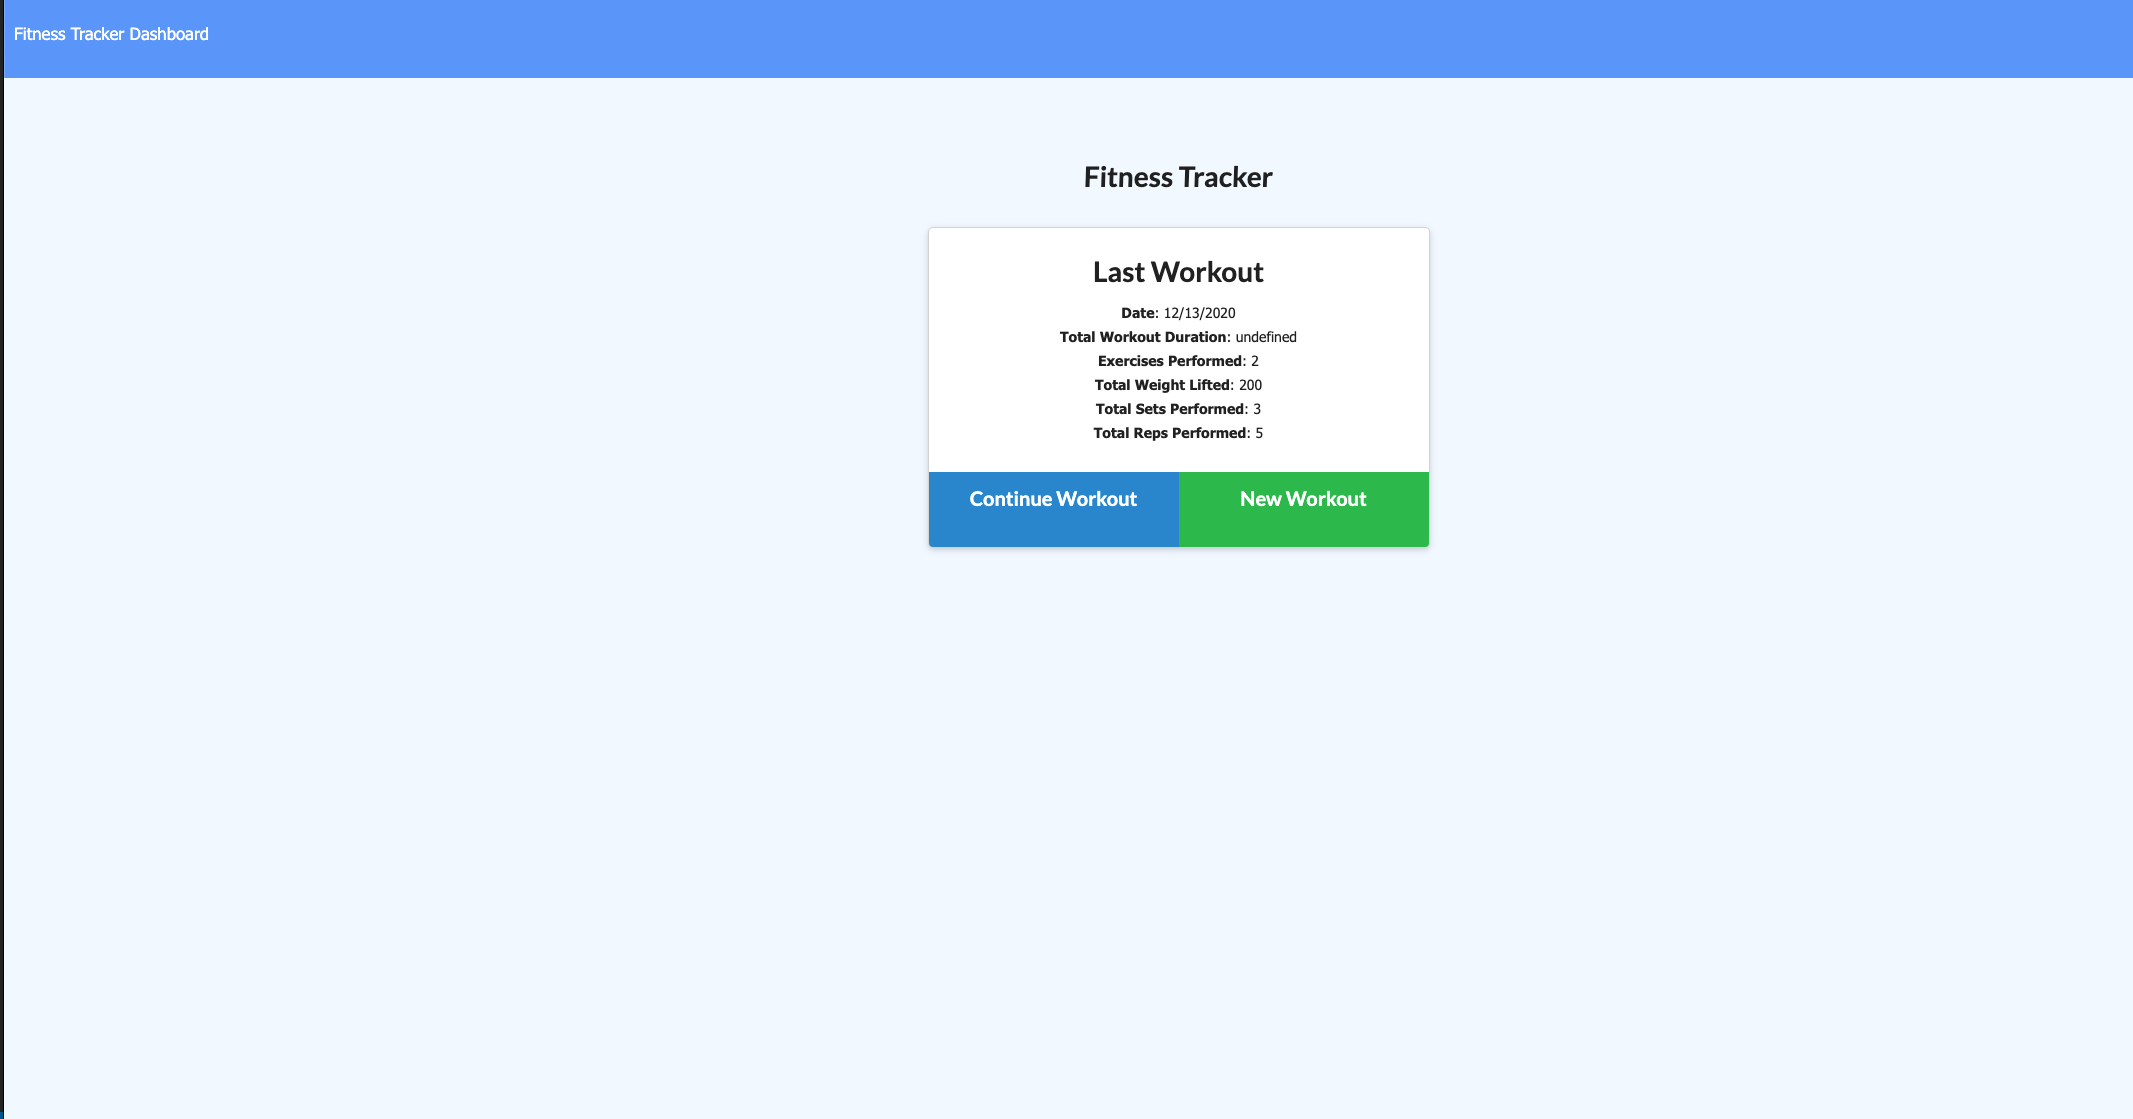 Fitness Tracker Dashboard
Fitness Tracker
Last Workout
Date: 12/13/2020
Total Workout Duration: undefined
Exercises Performed: 2
Total Weight Lifted: 200
Total Sets Performed: 3
Total Reps Performed: 5
Continue Workout
New Workout